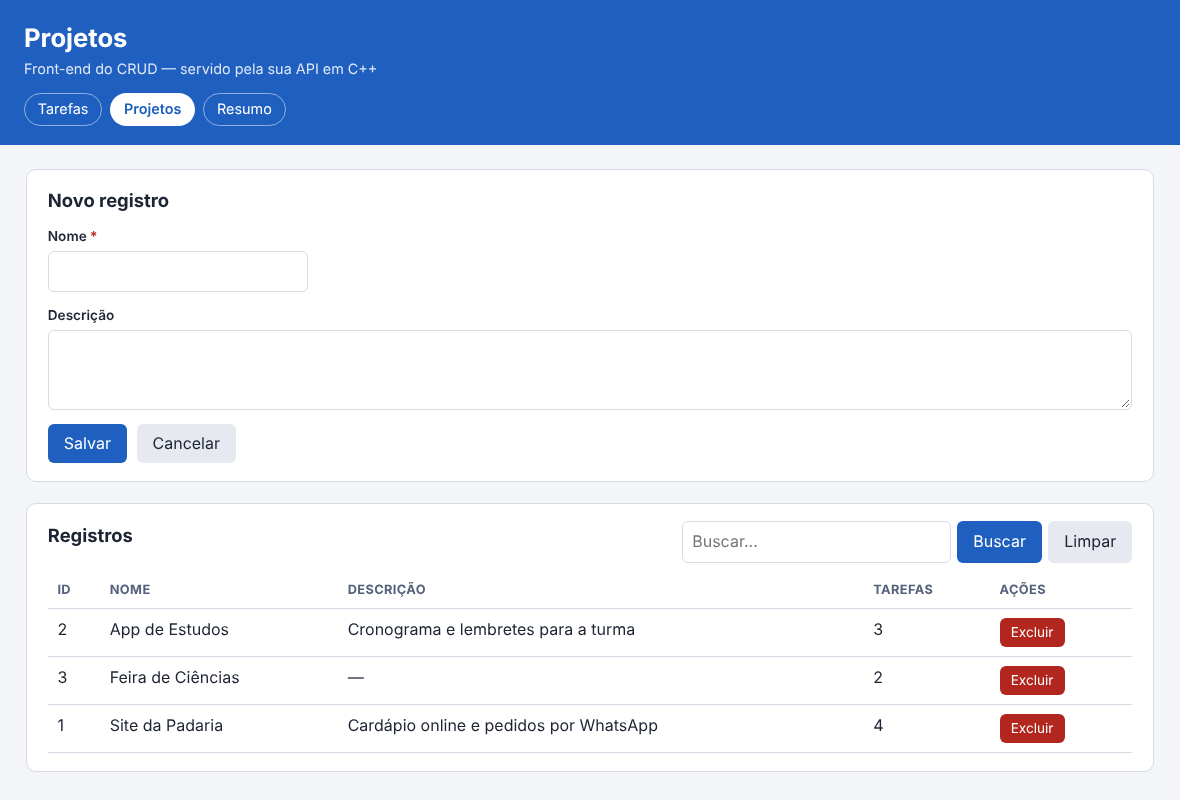 Projetos
Front-end do CRUD — servido pela sua API em C++
Tarefas Projetos Resumo
Novo registro
Nome *
Descrição
Salvar Cancelar
Registros Buscar... Buscar Limpar
ID NOME DESCRIÇÃO TAREFAS AÇÕES
2 App de Estudos Cronograma e lembretes para a turma 3 Excluir
3 Feira de Ciências — 2 Excluir
1 Site da Padaria Cardápio online e pedidos por WhatsApp 4 Excluir